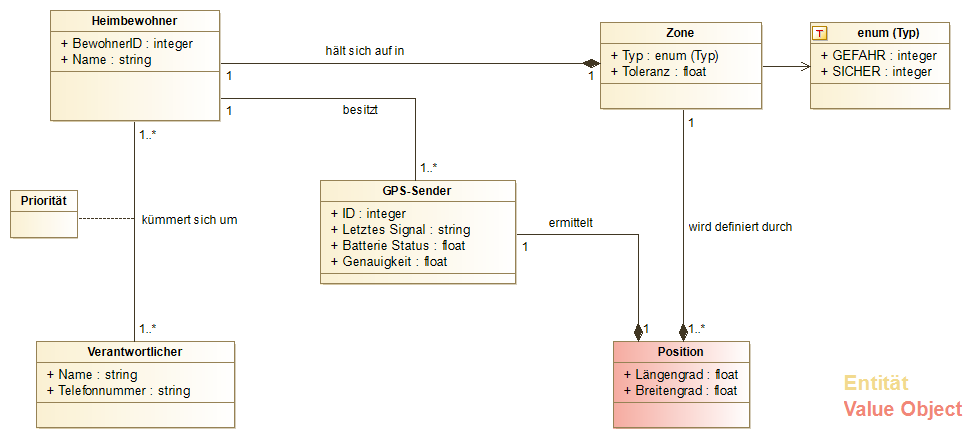 Heimbewohner
+ BewohnerID : integer
+ Name : string
hält sich auf in
1
1
Zone
+ Typ : enum (Typ)
+ Toleranz : float
T
enum (Typ)
+ GEFAHR : integer
+ SICHER : integer
1
besitzt
1..*
1..*
1
Priorität
kümmert sich um
GPS-Sender
+ ID : integer
+ Letztes Signal : string
+ Batterie Status : float
+ Genauigkeit : float
ermittelt
1
wird definiert durch
1..*
1
1..*
Verantwortlicher
+ Name : string
+ Telefonnummer : string
Position
+ Längengrad : float
+ Breitengrad : float
Entität
Value Object